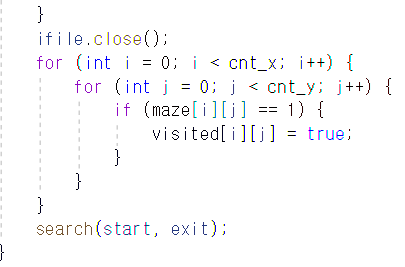 }
ifile.close();
for (int i = 0; i < cnt_x; i++) {
for (int j = 0; j < cnt_y; j++) {
if (maze[i][j] == 1) {
visited[i][j] = true;
}
}
}
search(start, exit);
}